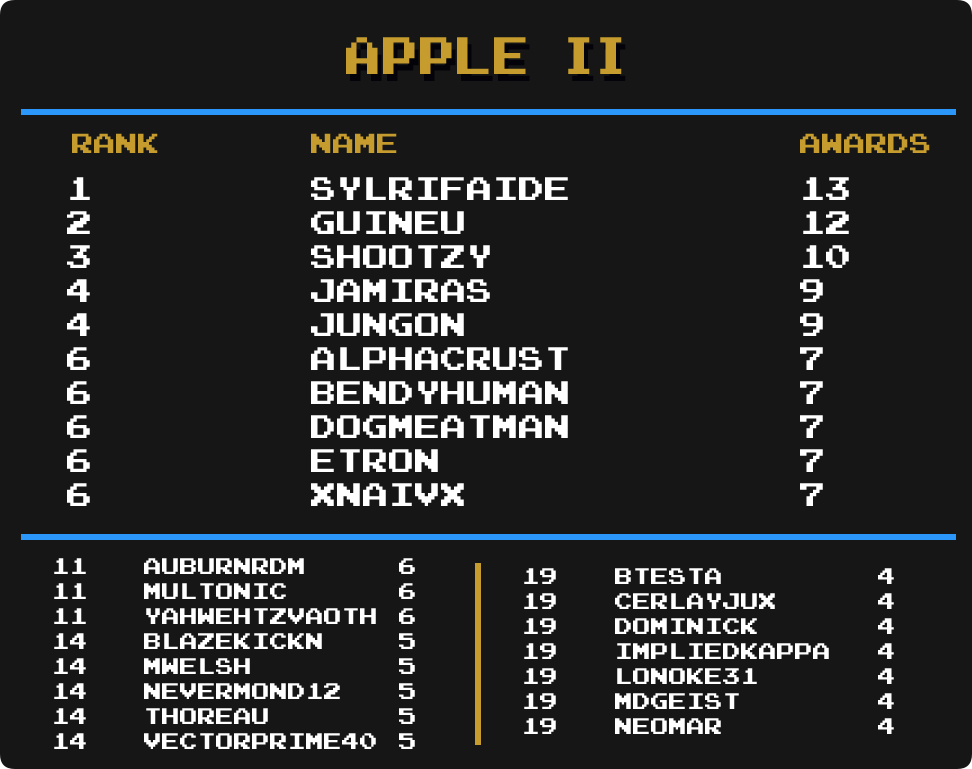 APPLE II
RANK NAME AWARDS
1 SYLRIFAIDE 13
2 GUINEU 12
3 SHOOTZY 10
4 JAMIRAS 9
4 JUNGON 9
6 ALPHACRUST 7
6 BENDYHUMAN 7
6 DOGMEATMAN 7
6 ETRON 7
6 XNAIVX 7
11 AUBURNRDM 6
11 MULTONIC 6
11 YAHWEHTZVAOTH 6
14 BLAZEKICKN 5
14 MWELSH 5
14 NEVERMOND12 5
14 THOREAU 5
14 VECTORPRIME40 5
19 BTESTA 4
19 CERLAYJUX 4
19 DOMINICK 4
19 IMPLIEDKAPPA 4
19 LONOKE31 4
19 MDGEIST 4
19 NEOMAR 4